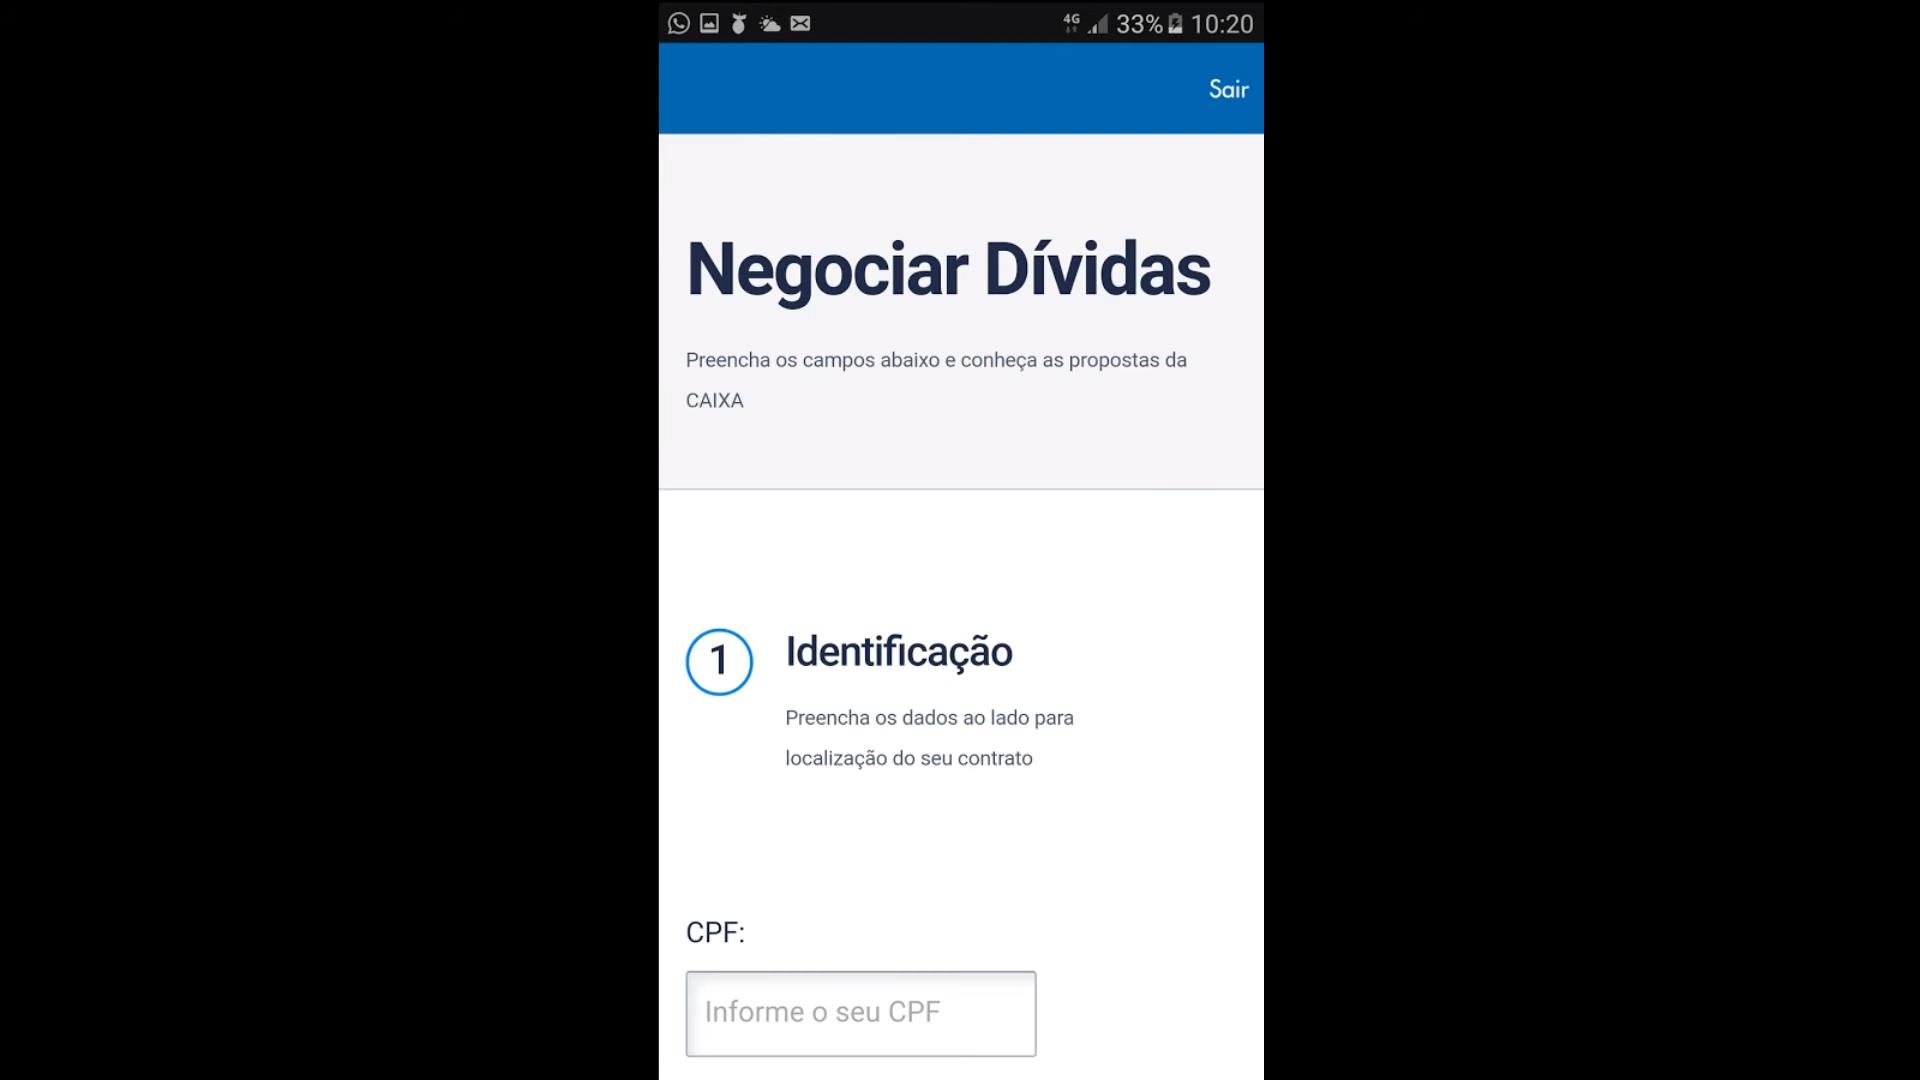 4G 33% 10:20
Sair
Negociar Dívidas
Preencha os campos abaixo e conheça as propostas da
CAIXA
1 Identificação
Preencha os dados ao lado para
localização do seu contrato
CPF:
Informe o seu CPF